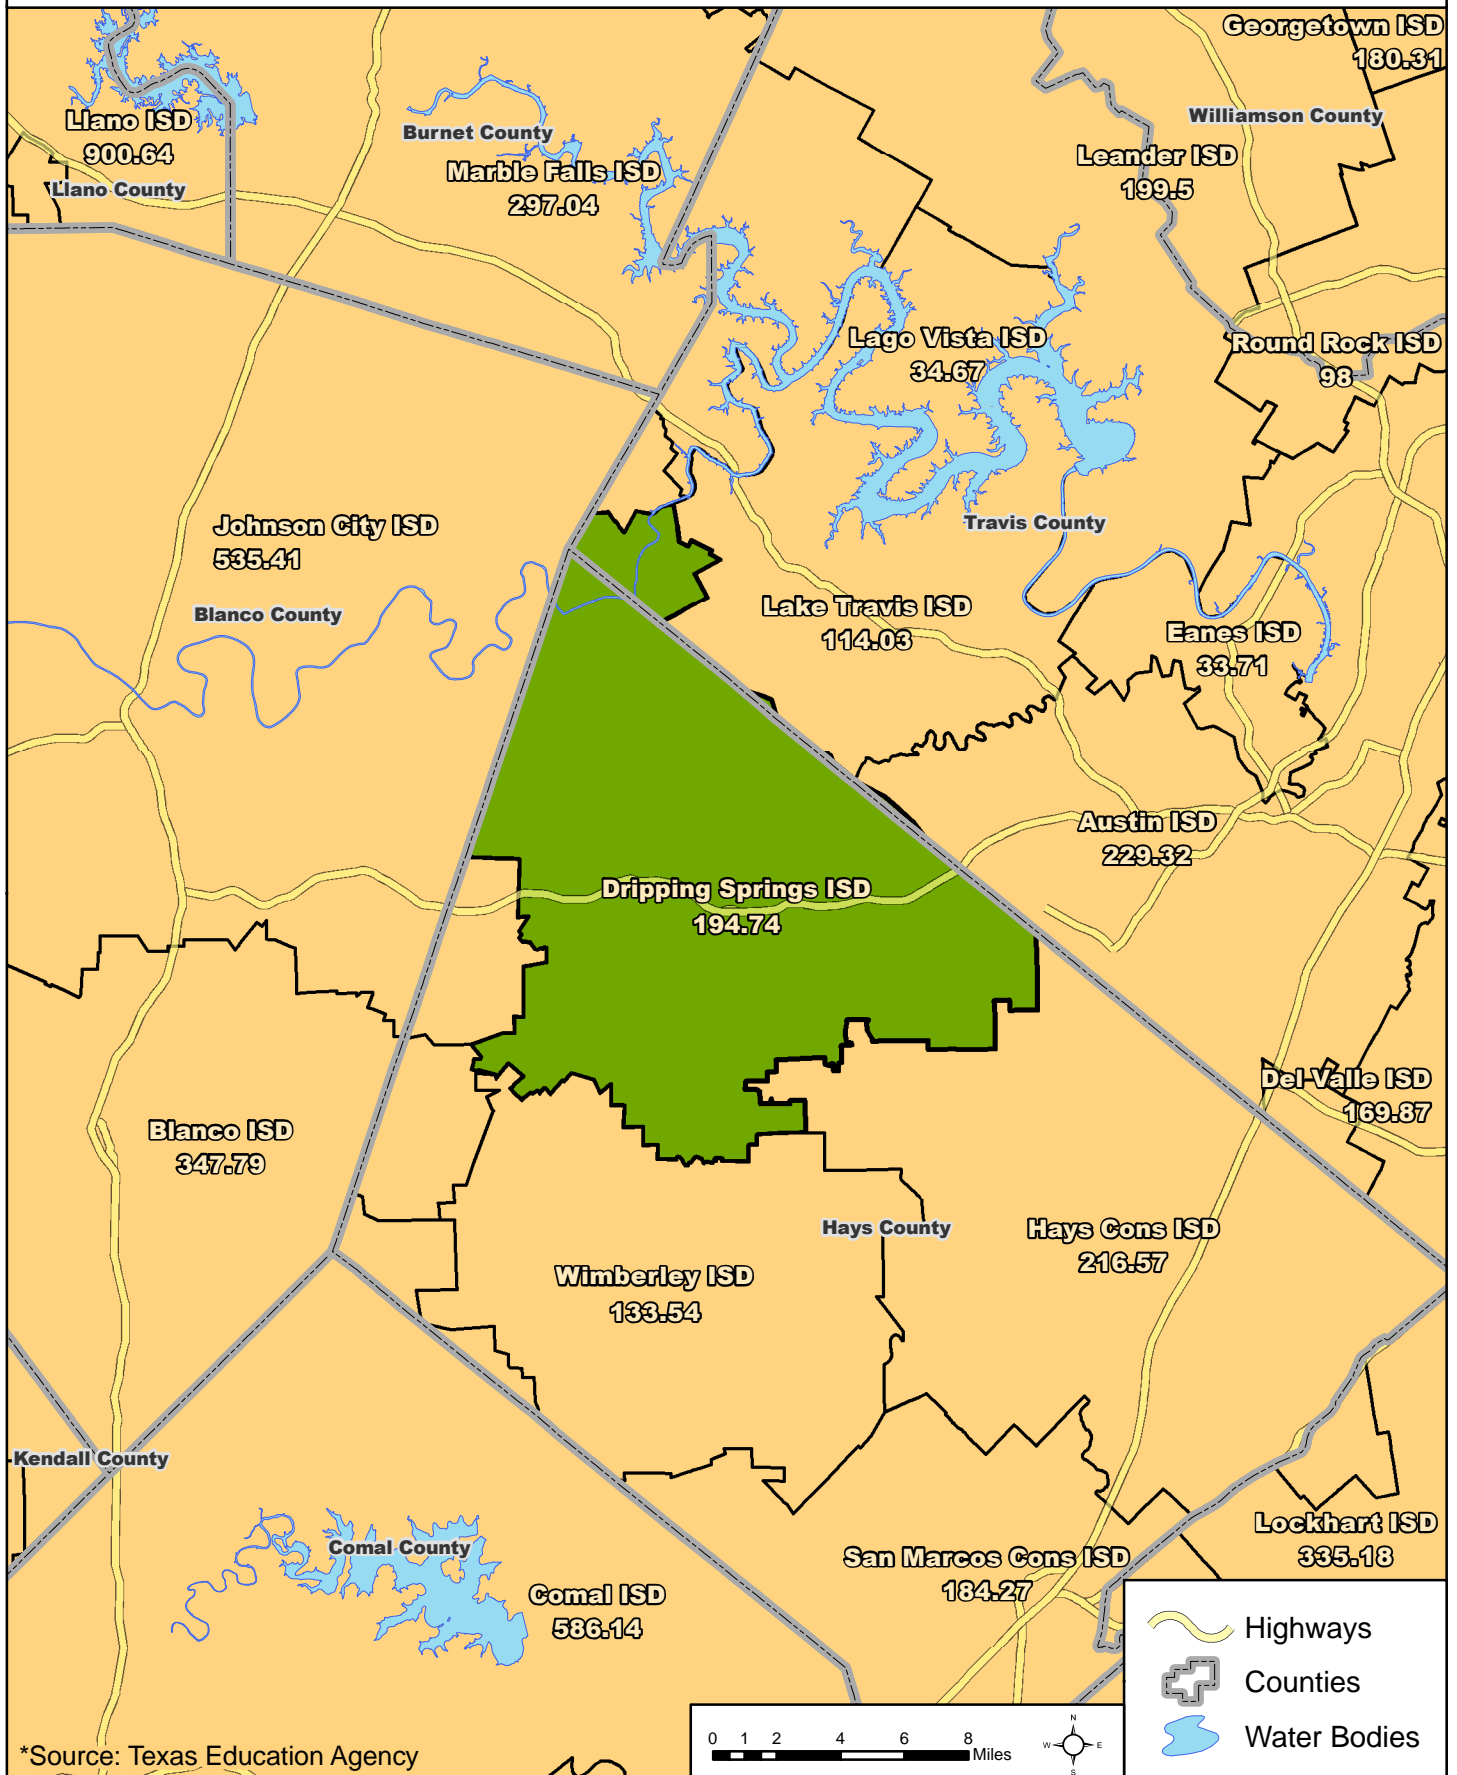 Georgetown ISD
180.31
Llano ISD
900.64
Llano County
Burnet County
Marble Falls ISD
297.04
Williamson County
Leander ISD
199.5
Lago Vista ISD
34.67
Round Rock ISD
98
Johnson City ISD
535.41
Travis County
Blanco County
Lake Travis ISD
114.03
Eanes ISD
33.71
Austin ISD
229.32
Dripping Springs ISD
194.74
Del Valle ISD
169.87
Blanco ISD
347.79
Hays County
Hays Cons ISD
216.57
Wimberley ISD
133.54
Kendall County
Comal County
Comal ISD
586.14
San Marcos Cons ISD
184.27
Lockhart ISD
335.18
Highways
Counties
Water Bodies
0 1 2 4 6 8
Miles
N
W E
S
*Source: Texas Education Agency